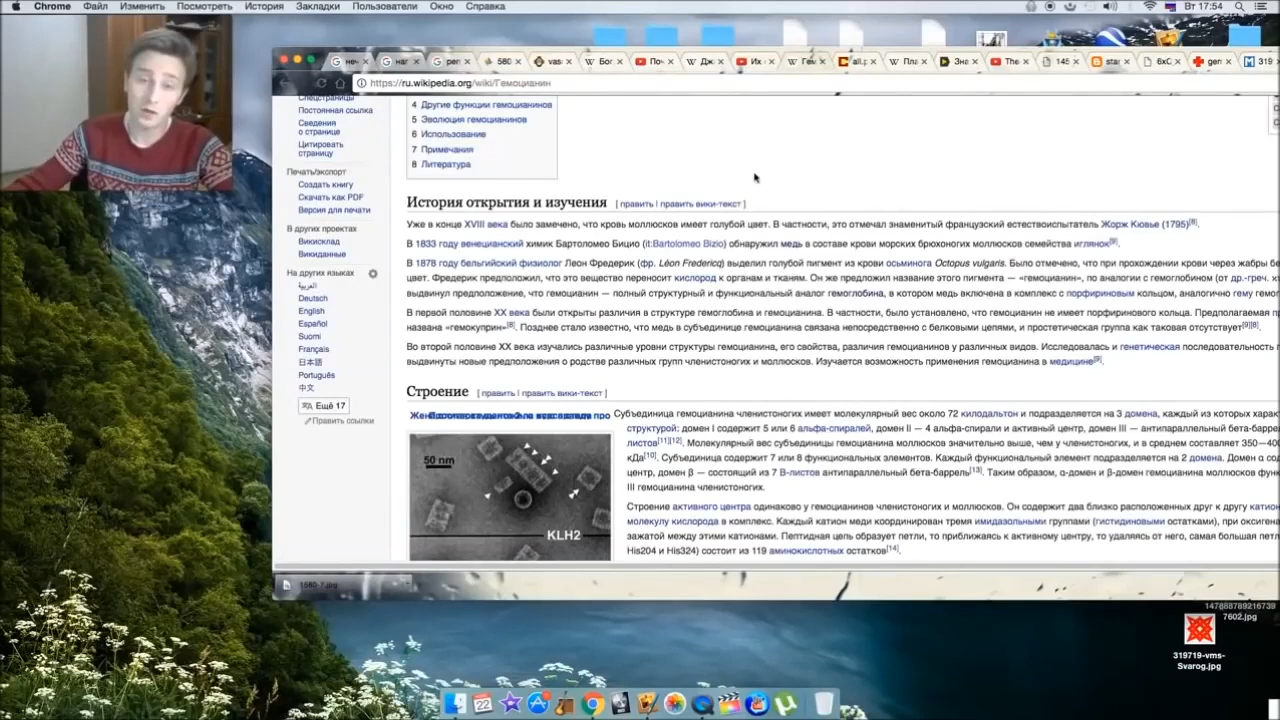 Chrome Файл Изменить Посмотреть История Закладки Пользователи Окно Справка Вт 17:54
https://ru.wikipedia.org/wiki/Гемоцианин
Спецстраницы
Постоянная ссылка
Сведения
о странице
Цитировать
страницу
Печать/экспорт
Создать книгу
Скачать как PDF
Версия для печати
В других проектах
Викисклад
Викиданные
На других языках
العربية
Deutsch
English
Español
Suomi
Français
日本語
Português
中文
Ещё 17
Править ссылки
4 Другие функции гемоцианинов
5 Эволюция гемоцианинов
6 Использование
7 Примечания
8 Литература
История открытия и изучения [ править | править вики-текст ]
Уже в конце XVIII века было замечено, что кровь моллюсков имеет голубой цвет. В частности, это отмечал знаменитый французский естествоиспытатель Жорж Кювье (1795)[8].
В 1833 году венецианский химик Бартоломео Бицио (it:Bartolomeo Bizio) обнаружил медь в составе крови морских брюхоногих моллюсков семейства иглянок[9].
В 1878 году бельгийский физиолог Леон Фредерик (фр. Léon Fredericq) выделил голубой пигмент из крови осьминога Octopus vulgaris. Было отмечено, что при прохождении крови через жабры
цвет. Фредерик предположил, что это вещество переносит кислород к органам и тканям. Он же предложил название этого пигмента — «гемоцианин», по аналогии с гемоглобином (от др.-греч.
выдвинул предположение, что гемоцианин — полный структурный и функциональный аналог гемоглобина, в котором медь включена в комплекс с порфириновым кольцом, аналогично гему
В первой половине XX века были открыты различия в структуре гемоглобина и гемоцианина. В частности, было установлено, что гемоцианин не имеет порфиринового кольца.
названа «гемокуприн»[8]. Позднее стало известно, что медь в субъединице гемоцианина связана непосредственно с белковыми цепями, и простетическая группа как таковая отсутствует[9][8].
Во второй половине XX века изучались различные уровни структуры гемоцианина, его свойства, различия гемоцианинов у различных видов. Исследовалась и генетическая последовательность
выдвинуты новые предположения о родстве различных групп членистоногих и моллюсков. Изучается возможность применения гемоцианина в медицине[9].
Строение [ править | править вики-текст ]
Субъединица гемоцианина членистоногих имеет молекулярный вес около 72 килодальтон и подразделяется на 3 домена, каждый из которых
структурой: домен I содержит 5 или 6 альфа-спиралей, домен II — 4 альфа-спирали и активный центр, домен III — антипараллельный
листов[11][12]. Молекулярный вес субъединицы гемоцианина моллюсков значительно выше, чем у членистоногих, и в среднем составляет 350—
кДа[10]. Субъединица содержит 7 или 8 функциональных элементов. Каждый функциональный элемент подразделяется на 2 домена. Домен α
центр, домен β — состоящий из 7 B-листов антипараллельный бета-баррель[13]. Таким образом, α-домен и β-домен гемоцианина моллюсков
III гемоцианина членистоногих.
Строение активного центра одинаково у гемоцианинов членистоногих и моллюсков. Он содержит два близко расположенных друг к другу
молекулу кислорода в комплекс. Каждый катион меди координирован тремя имидазольными группами (гистидиновыми остатками), при
зажатой между этими катионами. Пептидная цепь образует петли, то приближаясь к активному центру, то удаляясь от него, самая большая
His204 и His324) состоит из 119 аминокислотных остатков[14].
50 nm
KLH2
1580-7.jpg
147888789216739
7602.jpg
319719-vms-
Svarog.jpg
22